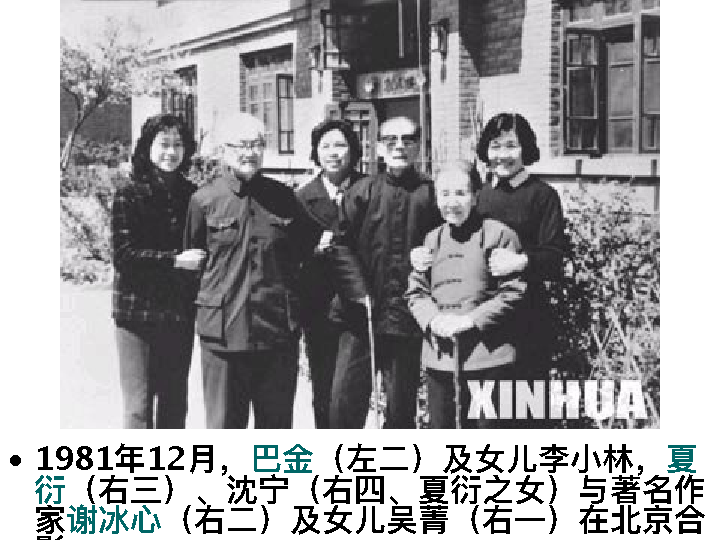 XINHUA
• 1981年12月，巴金（左二）及女儿李小林，夏
衍（右三）、沈宁（右四、夏衍之女）与著名作
家谢冰心（右二）及女儿吴菁（右一）在北京合